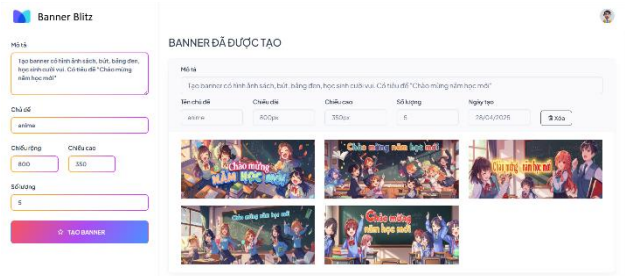 Banner Blitz
Mô tả
Tạo banner có hình ảnh sách, bút, bảng đen,
học sinh cười vui. Có tiêu đề "Chào mừng
năm học mới"
Chủ đề
anime
Chiều rộng
Chiều cao
800
350
Số lượng
5
TẠO BANNER
BANNER ĐÃ ĐƯỢC TẠO
Mô tả
Tạo banner có hình ảnh sách, bút, bảng đen, học sinh cười vui. Có tiêu đề "Chào mừng năm học mới"
Tên chủ đề
Chiều dài
Chiều cao
Số lượng
Ngày tạo
anime
800px
350px
5
28/04/2025
Xóa
Chào mừng
NĂM HỌC MỚI
Chào mừng năm học mới
Chào mừng năm học mới
Chào mừng năm học mới
Chào mừng
năm học mới